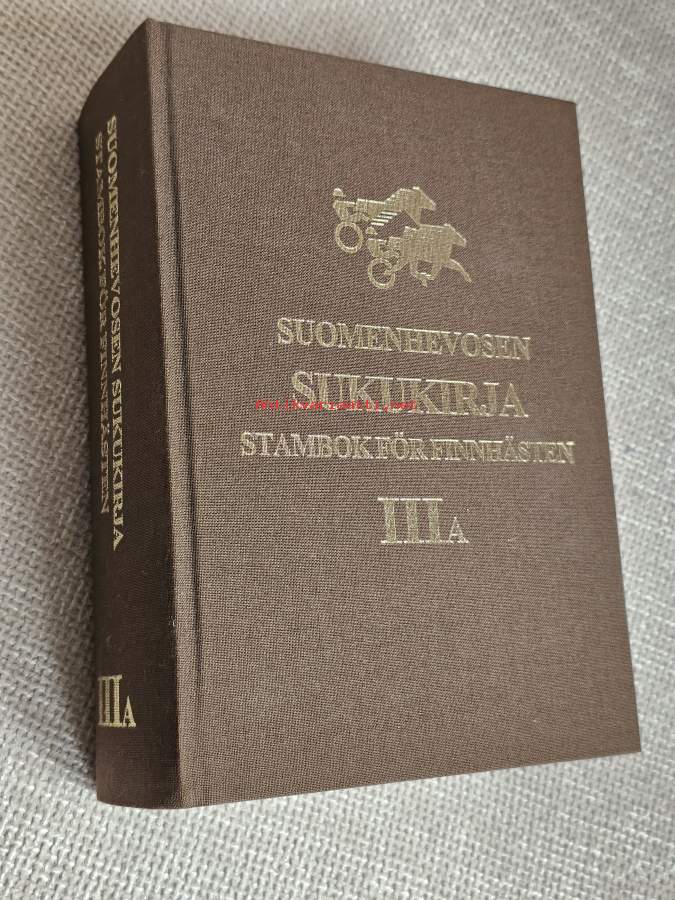 SUOMENHEVOSEN
SUKUKIRJA
STAMBOK FÖR FINNHÄSTEN
IIIA
SUOMENHEVOSEN SUKUKIRJA
STAMBOK FÖR FINNHÄSTEN
IIIA